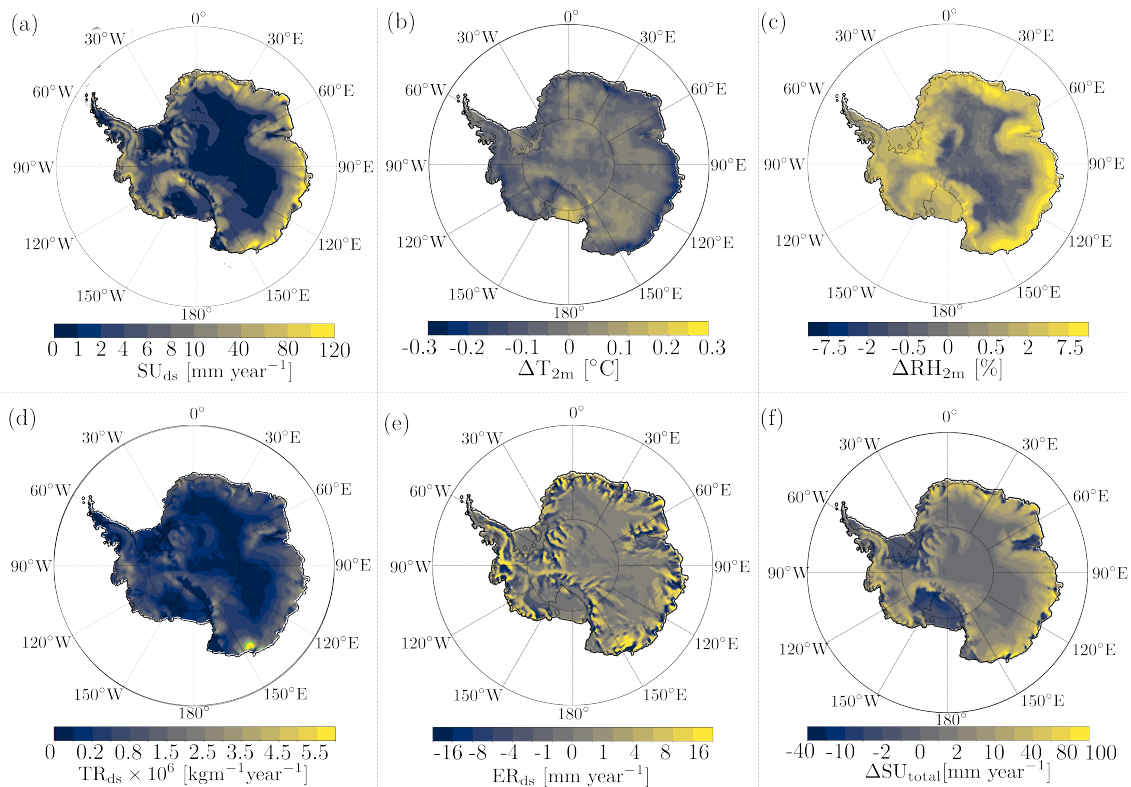 (a)
0°
30°W
30°E
60°W
60°E
90°W
90°E
120°W
120°E
150°W
150°E
180°
0 1 2 4 6 8 10 40 80 120
SU_ds [mm year⁻¹]
(b)
0°
30°W
30°E
60°W
60°E
90°W
90°E
120°W
120°E
150°W
150°E
180°
-0.3 -0.2 -0.1 0 0.1 0.2 0.3
ΔT_2m [°C]
(c)
0°
30°W
30°E
60°W
60°E
90°W
90°E
120°W
120°E
150°W
150°E
180°
-7.5 -2 -0.5 0 0.5 2 7.5
ΔRH_2m [%]
(d)
0°
30°W
30°E
60°W
60°E
90°W
90°E
120°W
120°E
150°W
150°E
180°
0 0.2 0.8 1.5 2.5 3.5 5.5
TR_ds × 10⁶ [kgm⁻¹year⁻¹]
(e)
0°
30°W
30°E
60°W
60°E
90°W
90°E
120°W
120°E
150°W
150°E
180°
-16 -8 -4 -1 0 1 4 8 16
ER_ds [mm year⁻¹]
(f)
0°
30°W
30°E
60°W
60°E
90°W
90°E
120°W
120°E
150°W
150°E
180°
-40 -10 -2 0 2 10 40 80 100
ΔSU_total[mm year⁻¹]